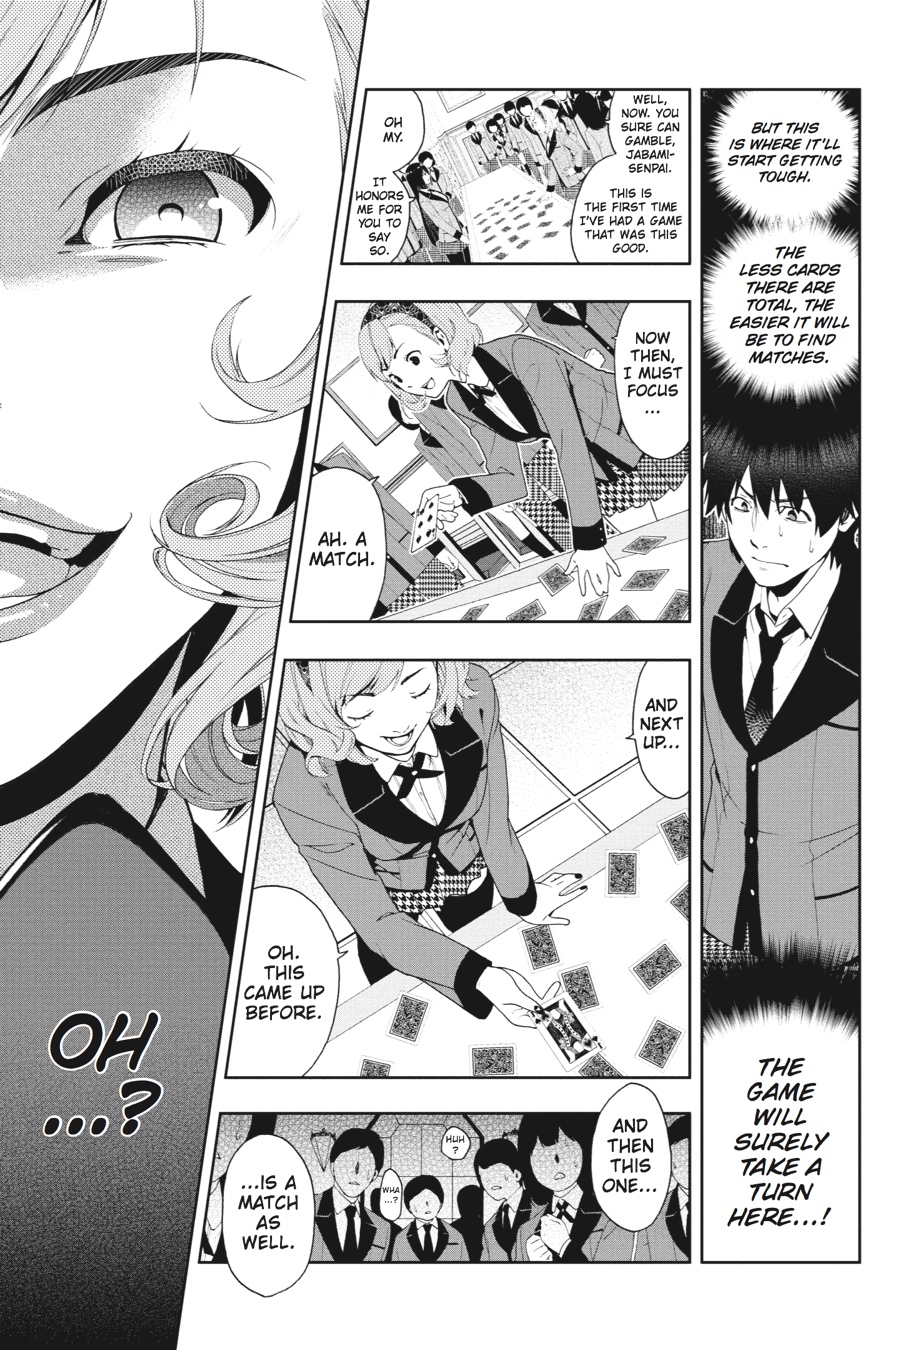 BUT THIS
IS WHERE IT'LL
START GETTING
TOUGH.
THE
LESS CARDS
THERE ARE
TOTAL, THE
EASIER IT WILL
BE TO FIND
MATCHES.
THE
GAME
WILL
SURELY
TAKE A
TURN
HERE...!
WELL,
NOW. YOU
SURE CAN
GAMBLE,
JABAMI-
SENPAI.
THIS IS
THE FIRST TIME
I'VE HAD A GAME
THAT WAS THIS
GOOD.
OH
MY.
IT
HONORS
ME FOR
YOU TO
SAY
SO.
NOW
THEN,
I MUST
FOCUS
...
AH. A
MATCH.
AND
NEXT
UP...
OH.
THIS
CAME UP
BEFORE.
AND
THEN
THIS
ONE...
HUH
?
WHA
...?
...IS A
MATCH
AS
WELL.
OH
...?